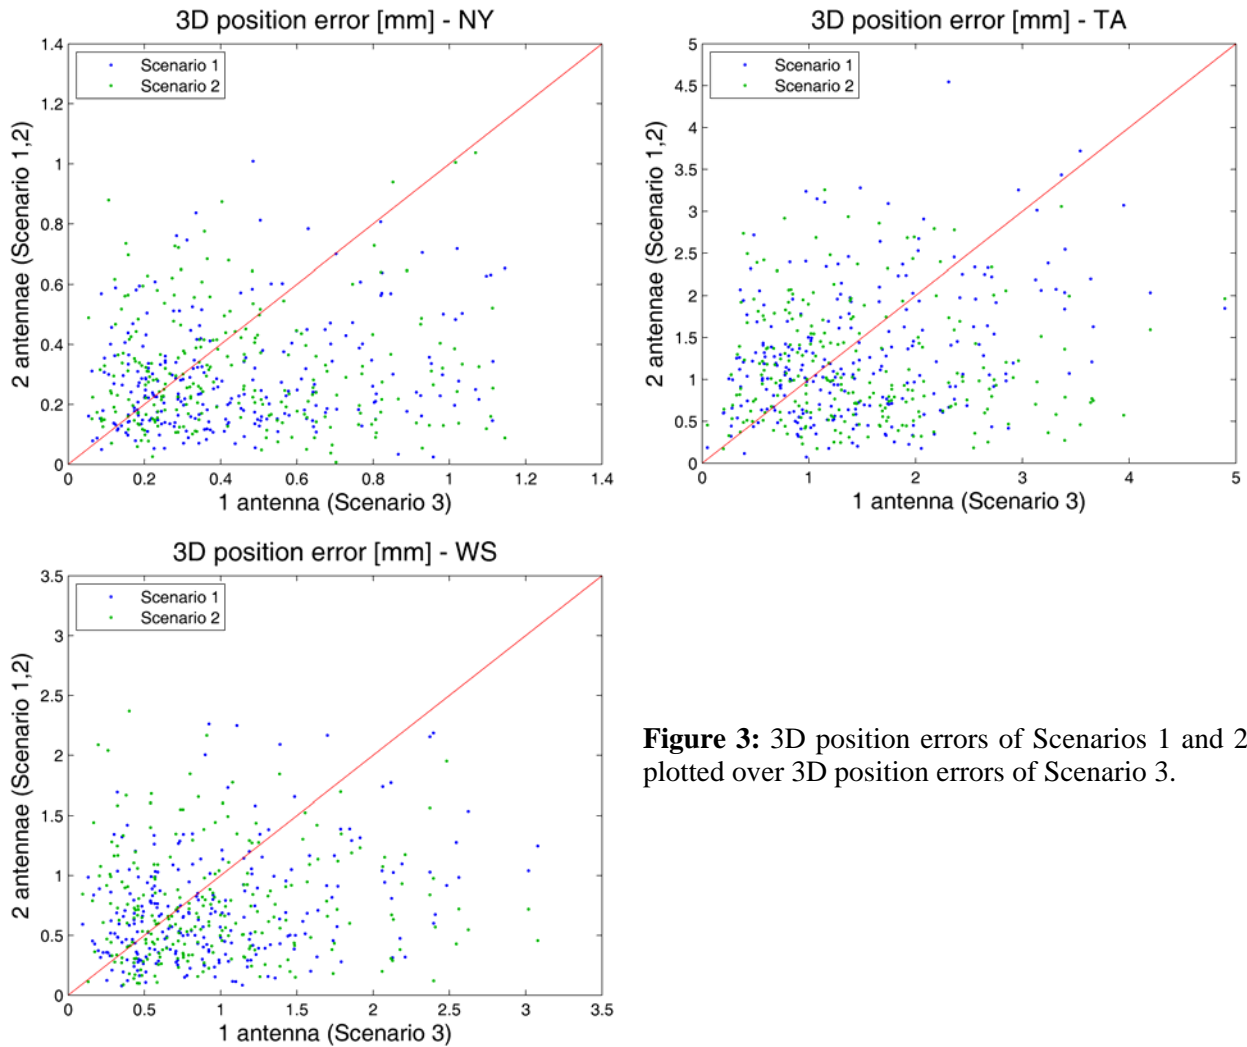 3D position error [mm] - NY
1.4
1.2
1
0.8
0.6
0.4
0.2
0
2 antennae (Scenario 1,2)
Scenario 1
Scenario 2
0 0.2 0.4 0.6 0.8 1 1.2 1.4
1 antenna (Scenario 3)
3D position error [mm] - TA
5
4.5
4
3.5
3
2.5
2
1.5
1
0.5
0
2 antennae (Scenario 1,2)
Scenario 1
Scenario 2
0 1 2 3 4 5
1 antenna (Scenario 3)
3D position error [mm] - WS
3.5
3
2.5
2
1.5
1
0.5
0
2 antennae (Scenario 1,2)
Scenario 1
Scenario 2
0 0.5 1 1.5 2 2.5 3 3.5
1 antenna (Scenario 3)
Figure 3: 3D position errors of Scenarios 1 and 2
plotted over 3D position errors of Scenario 3.